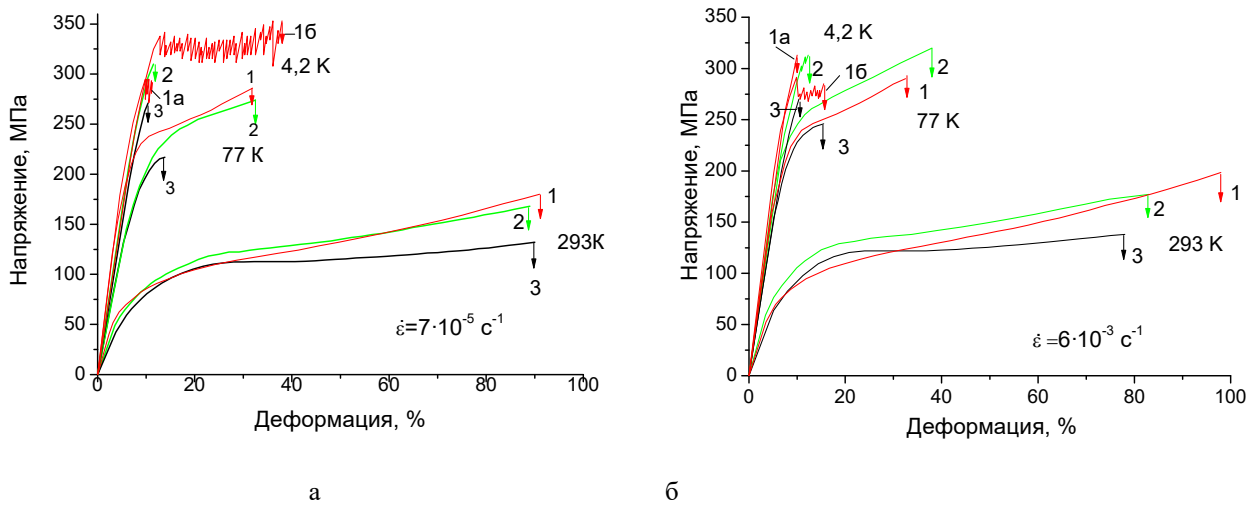 350
300
250
200
150
100
50
0
Напряжение, МПа
1б
4,2 K
2
1а
3
1
2
77 K
3
1
2
293К
3
ε̇=7·10⁻⁵ c⁻¹
0 20 40 60 80 100
Деформация, %
а
350
300
250
200
150
100
50
0
Напряжение, МПа
1а
4,2 K
2
1б
2
3
1
77 K
3
2
1
293 K
3
ε̇ =6·10⁻³ c⁻¹
0 20 40 60 80 100
Деформация, %
б